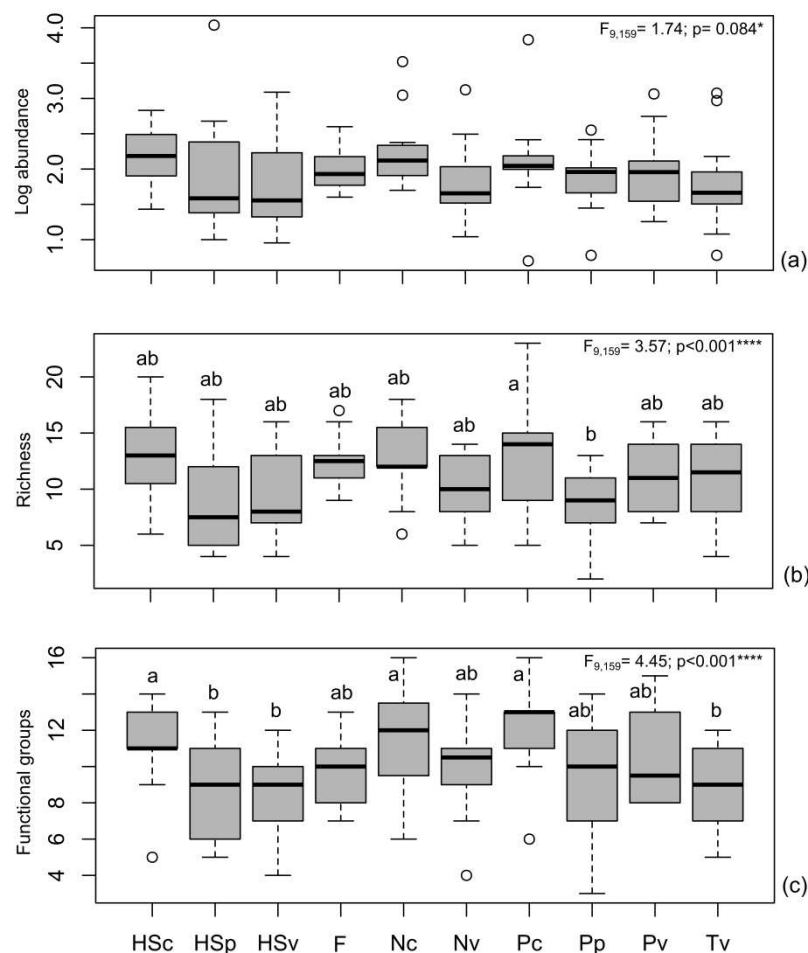 F9,159= 1.74; p= 0.084*
4.0
3.0
2.0
1.0
Log abundance
(a)
F9,159= 3.57; p<0.001****
20
15
10
5
Richness
ab ab ab ab ab ab a b ab ab
(b)
F9,159= 4.45; p<0.001****
16
12
8
6
4
Functional groups
a b b ab a ab a ab ab b
(c)
HSc HSp HSv F Nc Nv Pc Pp Pv Tv